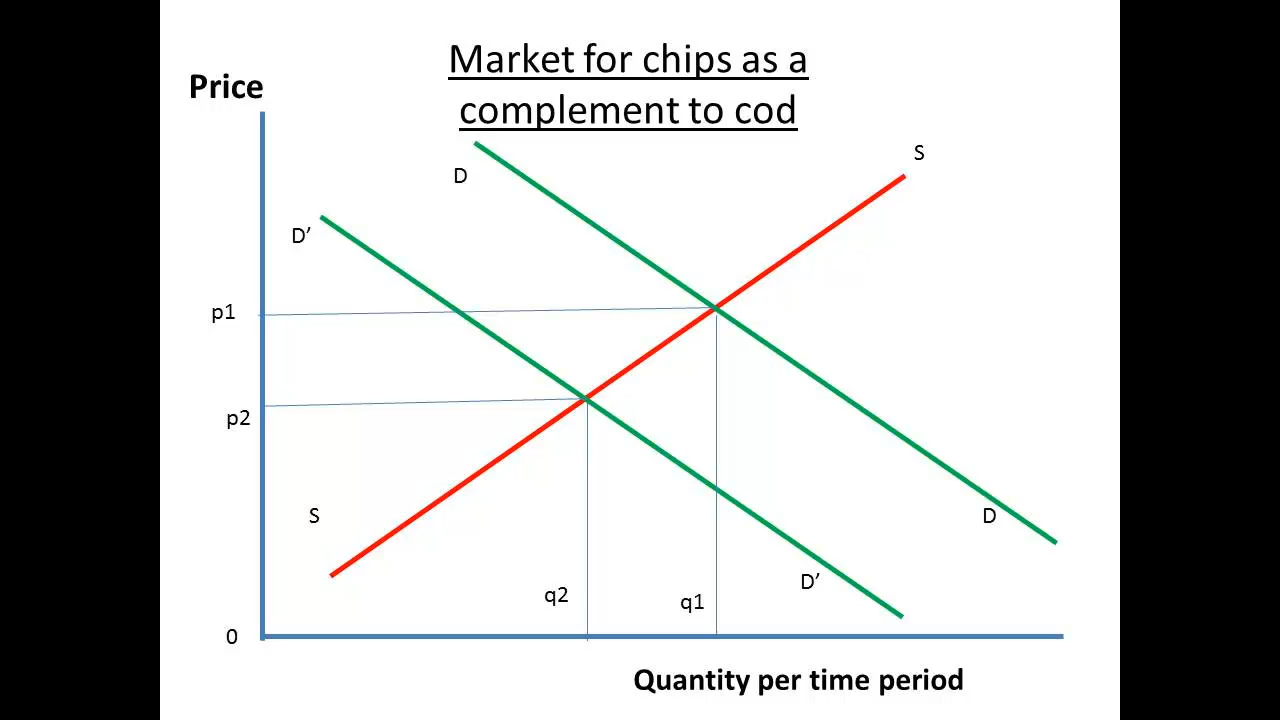 Market for chips as a
complement to cod
Price
S
D
D’
p1
p2
S
D
D’
q2
q1
0
Quantity per time period